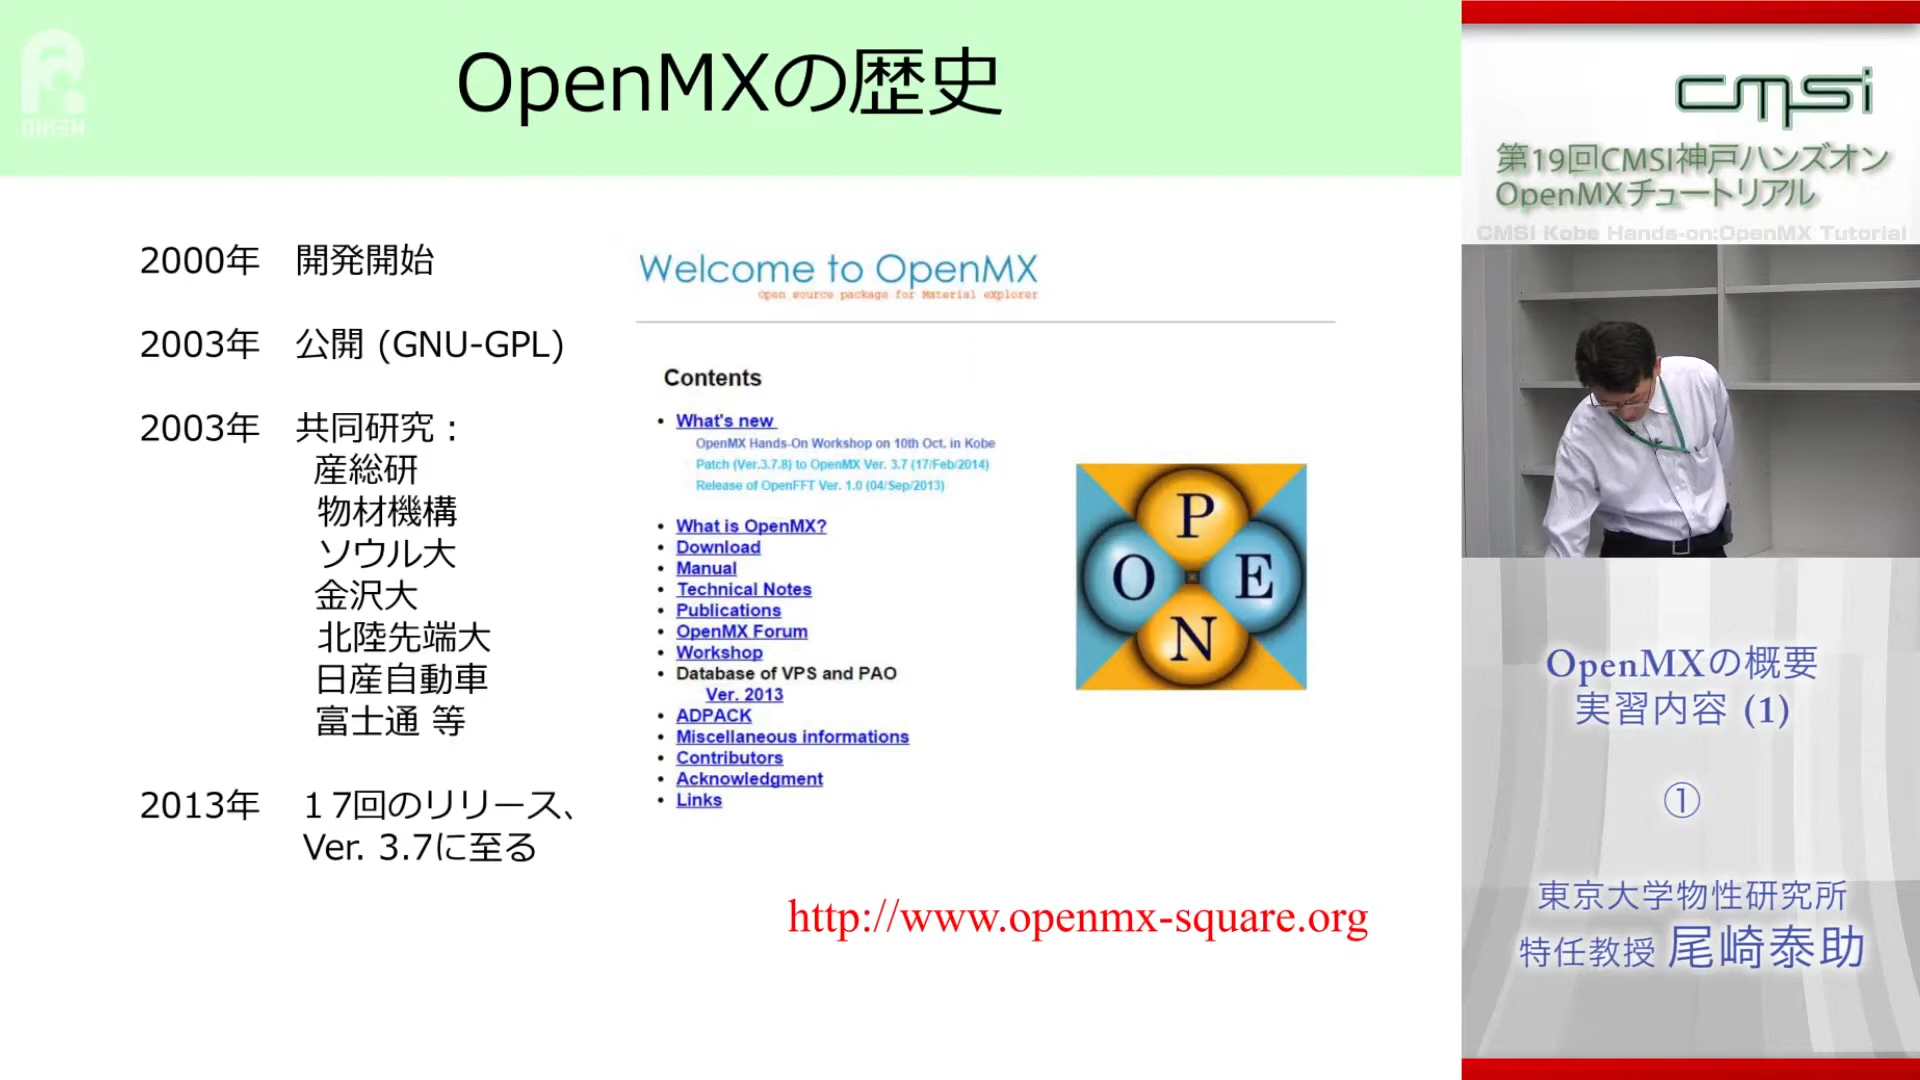 OpenMXの歴史
2000年 開発開始
2003年 公開 (GNU-GPL)
2003年 共同研究：
産総研
物材機構
ソウル大
金沢大
北陸先端大
日産自動車
富士通 等
2013年 １7回のリリース、
Ver. 3.7に至る
Welcome to OpenMX
Open source package for Material eXplorer
Contents
• What's new
OpenMX Hands-On Workshop on 10th Oct. in Kobe
Patch (Ver.3.7.8) to OpenMX Ver. 3.7 (17/Feb/2014)
Release of OpenFFT Ver. 1.0 (04/Sep/2013)
• What is OpenMX?
• Download
• Manual
• Technical Notes
• Publications
• OpenMX Forum
• Workshop
• Database of VPS and PAO
Ver. 2013
• ADPACK
• Miscellaneous informations
• Contributors
• Acknowledgment
• Links
P
O E
N
http://www.openmx-square.org
RIKEN
cmsi
第19回CMSI神戸ハンズオン
OpenMXチュートリアル
CMSI Kobe Hands-on:OpenMX Tutorial
OpenMXの概要
実習内容 (1)
①
東京大学物性研究所
特任教授 尾崎泰助